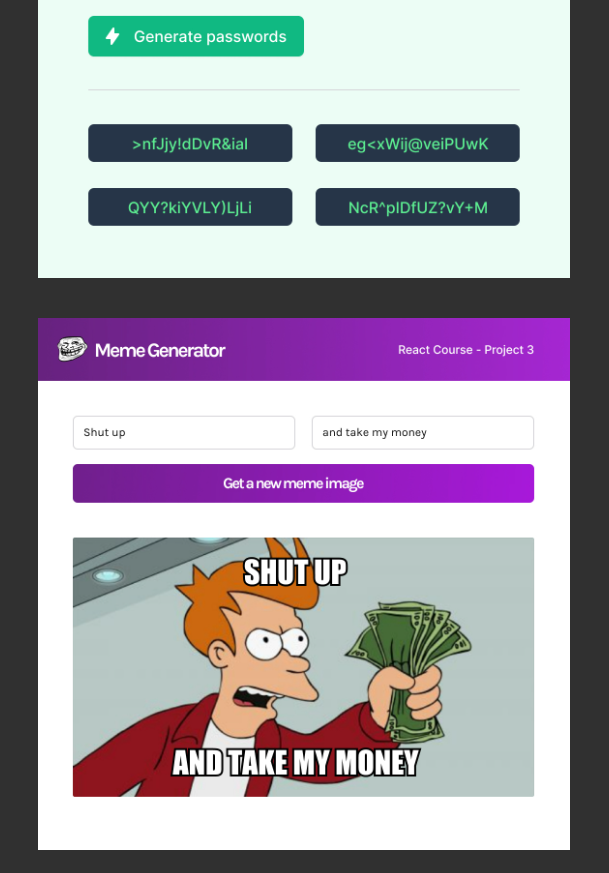 Generate passwords
>nfJjy!dDvR&ial
eg<xWij@veiPUwK
QYY?kiYVLY)LjLi
NcR^pIDfUZ?vY+M
Meme Generator
React Course - Project 3
Shut up
and take my money
Get a new meme image
SHUT UP
AND TAKE MY MONEY